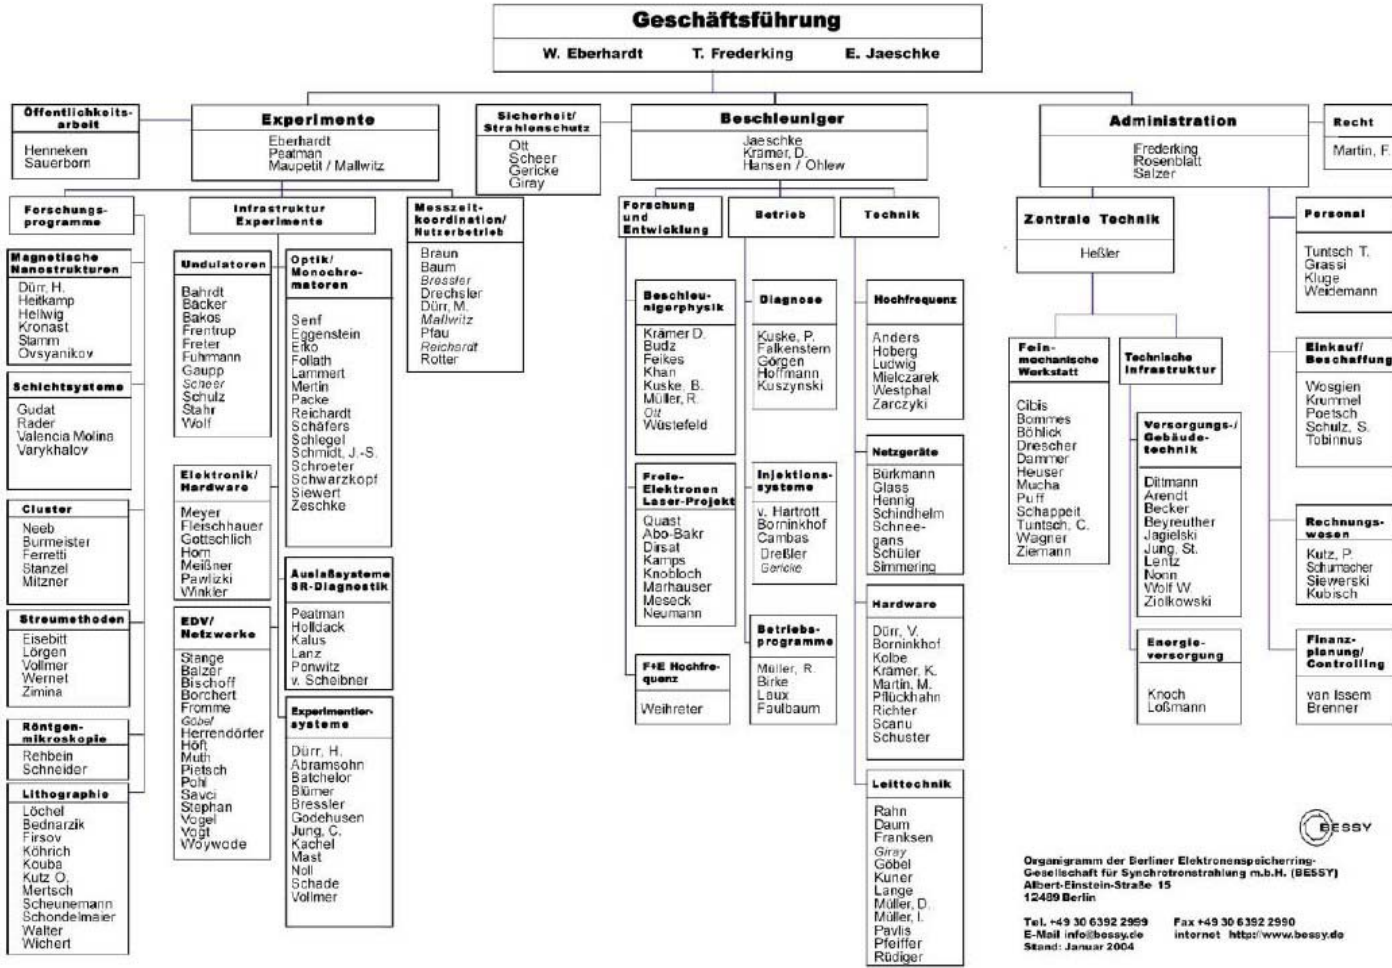 Geschäftsführung
W. Eberhardt T. Frederking E. Jaeschke
Öffentlichkeits-
arbeit
Henneken
Sauerborn
Experimente
Eberhardt
Peatman
Maupetit / Mallwitz
Sicherheit/
Strahlenschutz
Ott
Scheer
Gericke
Giray
Beschleuniger
Jaeschke
Krämer, D.
Hansen / Ohlew
Administration
Frederking
Rosenblatt
Salzer
Recht
Martin, F.
Forschungs-
programme
Magnetische
Nanostrukturen
Dürr, H.
Heitkamp
Hellwig
Kronast
Stamm
Ovsyanikov
Schichtsysteme
Gudat
Rader
Valencia Molina
Varykhalov
Cluster
Neeb
Burmeister
Ferretti
Stanzel
Mitzner
Streumethoden
Eisebitt
Lörgen
Vollmer
Wernet
Zimina
Röntgen-
mikroskopie
Rehbein
Schneider
Lithographie
Löchel
Bednarzik
Firsov
Köhrich
Kouba
Kutz O.
Mertsch
Scheunemann
Schondelmaier
Walter
Wichert
Infrastruktur
Experimente
Undulatoren
Bahrdt
Bäcker
Bakos
Frentrup
Freter
Fuhrmann
Gaupp
Scheer
Schulz
Stahr
Wolf
Elektronik/
Hardware
Meyer
Fleischhauer
Gottschlich
Horn
Meißner
Pawlizki
Winkler
EDV/
Netzwerke
Stange
Balzer
Bischoff
Borchert
Fromme
Göbel
Herrendörfer
Höft
Muth
Pietsch
Pohl
Savci
Stephan
Vogel
Vogt
Woywode
Optik/
Monochro-
matoren
Senf
Eggenstein
Erko
Follath
Lammert
Mertin
Packe
Reichardt
Schäfers
Schlegel
Schmidt, J.-S.
Schroeter
Schwarzkopf
Siewert
Zeschke
Auslaßsysteme
SR-Diagnostik
Peatman
Holldack
Kalus
Lanz
Ponwitz
v. Scheibner
Experimentier-
systeme
Dürr, H.
Abramsohn
Batchelor
Blümer
Bressler
Godehusen
Jung, C.
Kachel
Mast
Noll
Schade
Vollmer
Messzeit-
koordination/
Nutzerbetrieb
Braun
Baum
Bressler
Drechsler
Dürr, M.
Mallwitz
Pfau
Reichardt
Rotter
Forschung
und
Entwicklung
Beschleu-
nigerphysik
Krämer D.
Budz
Feikes
Khan
Kuske, B.
Müller, R.
Ott
Wüstefeld
Freie-
Elektronen
Laser-Projekt
Quast
Abo-Bakr
Dirsat
Kamps
Knobloch
Marhauser
Meseck
Neumann
F+E Hochfre-
quenz
Weihreter
Betrieb
Diagnose
Kuske, P.
Falkenstern
Görgen
Hoffmann
Kuszynski
Injektions-
systeme
v. Hartrott
Borninkhof
Cambas
Dreßler
Gericke
Betriebs-
programme
Müller, R.
Birke
Laux
Faulbaum
Technik
Hochfrequenz
Anders
Hoberg
Ludwig
Mielczarek
Westphal
Zarczyki
Netzgeräte
Bürkmann
Glass
Hennig
Schindhelm
Schnee-
gans
Schüler
Simmering
Hardware
Dürr, V.
Borninkhof
Kolbe
Krämer, K.
Martin, M.
Pflückhahn
Richter
Scanu
Schuster
Leittechnik
Rahn
Daum
Franksen
Giray
Göbel
Kuner
Lange
Müller, D.
Müller, I.
Pavlis
Pfeiffer
Rüdiger
Zentrale Technik
Heßler
Fein-
mechanische
Werkstatt
Cibis
Bommes
Böhlick
Drescher
Dammer
Heuser
Mucha
Puff
Schappeit
Tuntsch, C.
Wagner
Ziemann
Technische
Infrastruktur
Versorgungs-/
Gebäude-
technik
Dittmann
Arendt
Becker
Beyreuther
Jagielski
Jung, St.
Lentz
Nonn
Wolf W.
Ziolkowski
Energie-
versorgung
Knoch
Loßmann
Personal
Tuntsch T.
Grassi
Kluge
Weidemann
Einkauf/
Beschaffung
Wosgien
Krummel
Poetsch
Schulz, S.
Tobinnus
Rechnungs-
wesen
Kutz, P.
Schumacher
Siewerski
Kubisch
Finanz-
planung/
Controlling
van Issem
Brenner
BESSY
Organigramm der Berliner Elektronenspeicherring-
Gesellschaft für Synchrotronstrahlung m.b.H. (BESSY)
Albert-Einstein-Straße 15
12489 Berlin
Tel. +49 30 6392 2999 Fax +49 30 6392 2990
E-Mail info@bessy.de internet http://www.bessy.de
Stand: Januar 2004